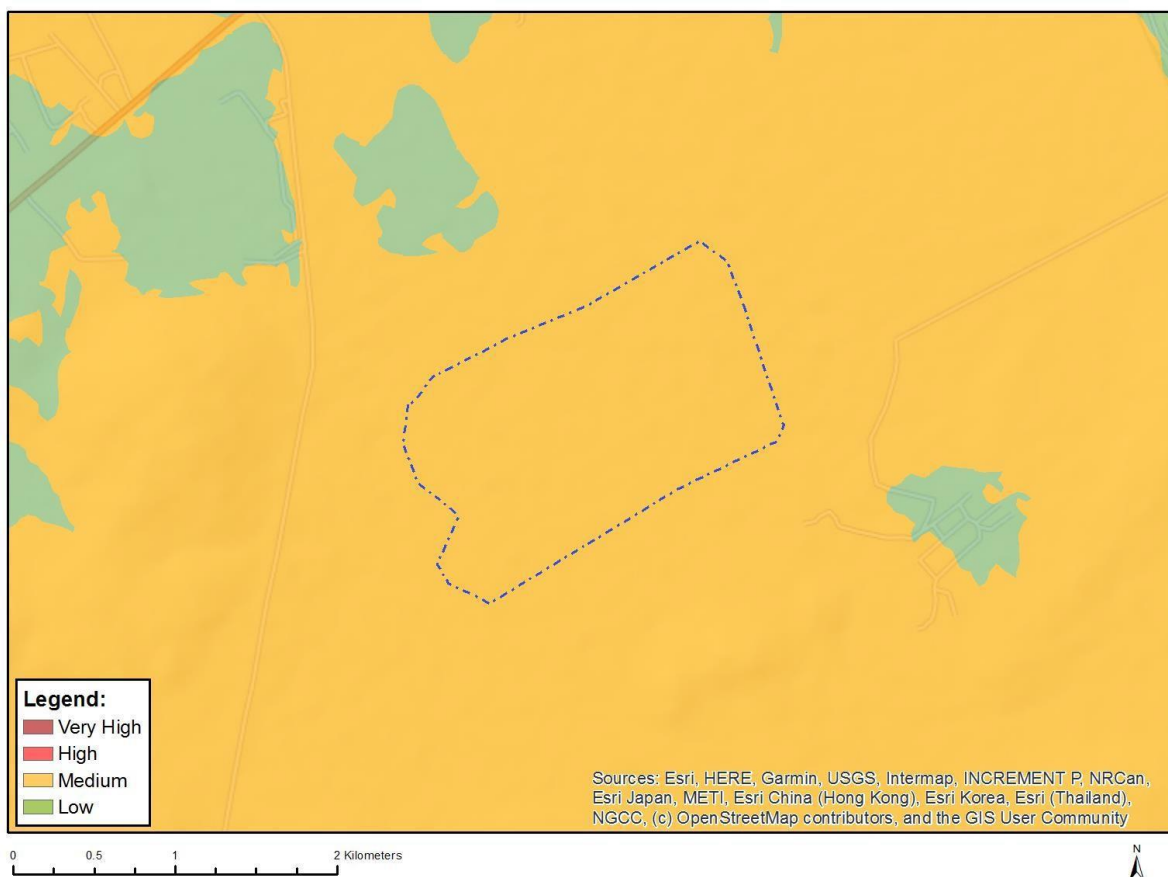 Legend:
Very High
High
Medium
Low
Sources: Esri, HERE, Garmin, USGS, Intermap, INCREMENT P, NRCan,
Esri Japan, METI, Esri China (Hong Kong), Esri Korea, Esri (Thailand),
NGCC, (c) OpenStreetMap contributors, and the GIS User Community
0 0.5 1 2 Kilometers
N